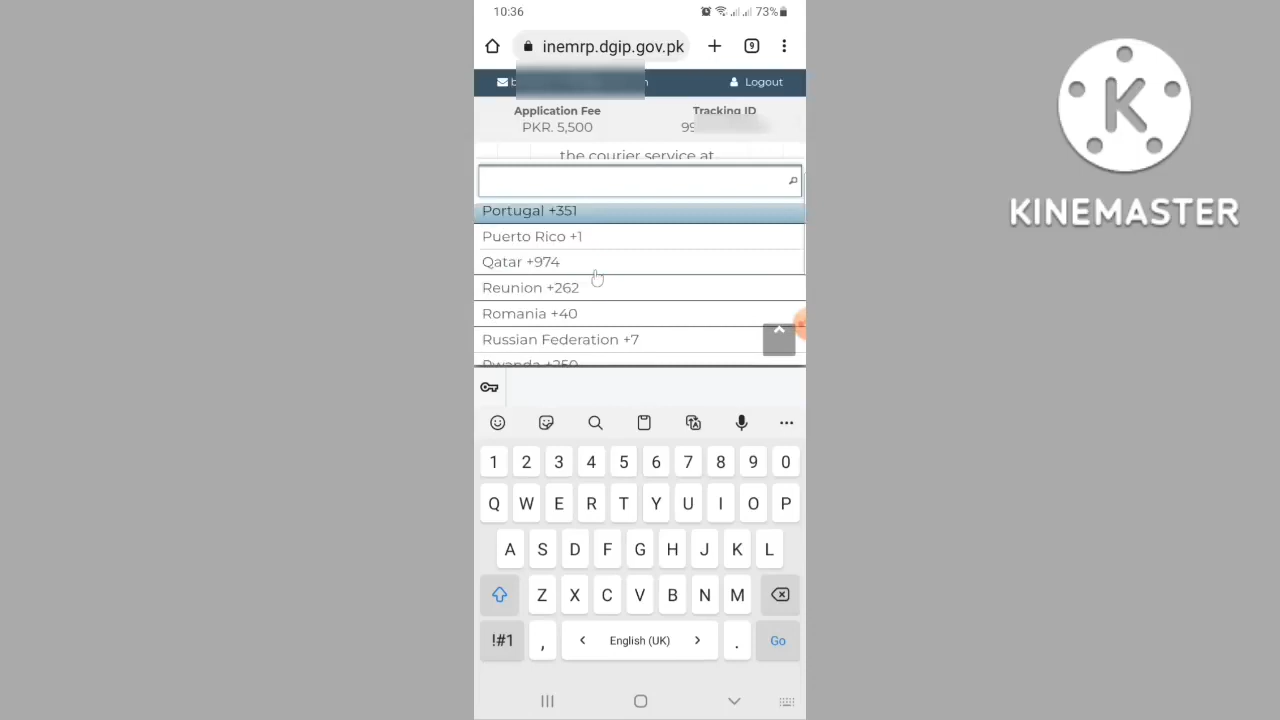 10:36
73%
inemrp.dgip.gov.pk
9
Logout
Application Fee
Tracking ID
PKR. 5,500
99
the courier service at
Portugal +351
Puerto Rico +1
Qatar +974
Reunion +262
Romania +40
Russian Federation +7
Rwanda +250
K
KINEMASTER
1 2 3 4 5 6 7 8 9 0
Q W E R T Y U I O P
A S D F G H J K L
Z X C V B N M
!#1 , < English (UK) > . Go